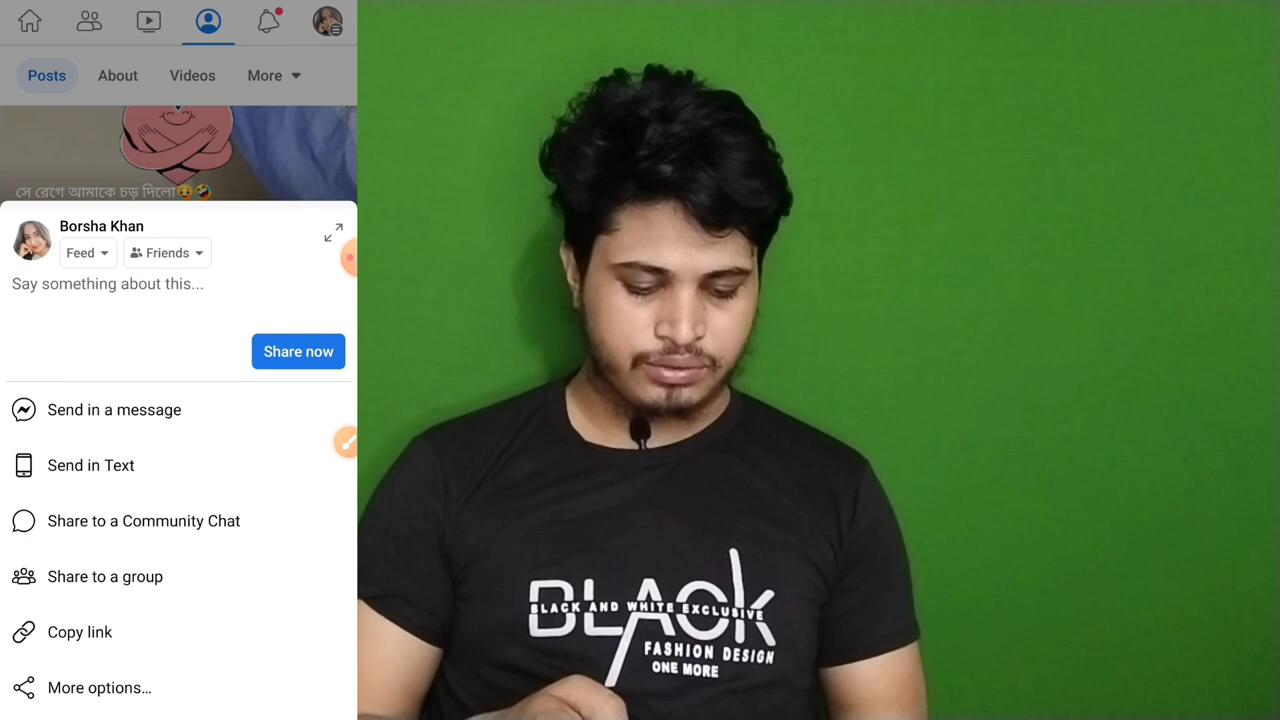 Posts About Videos More
সে রেগে আমাকে চড় দিলো🥵🤣
Borsha Khan
Feed Friends
Say something about this...
Share now
Send in a message
Send in Text
Share to a Community Chat
Share to a group
Copy link
More options...
BLACK
BLACK AND WHITE EXCLUSIVE
FASHION DESIGN
ONE MORE